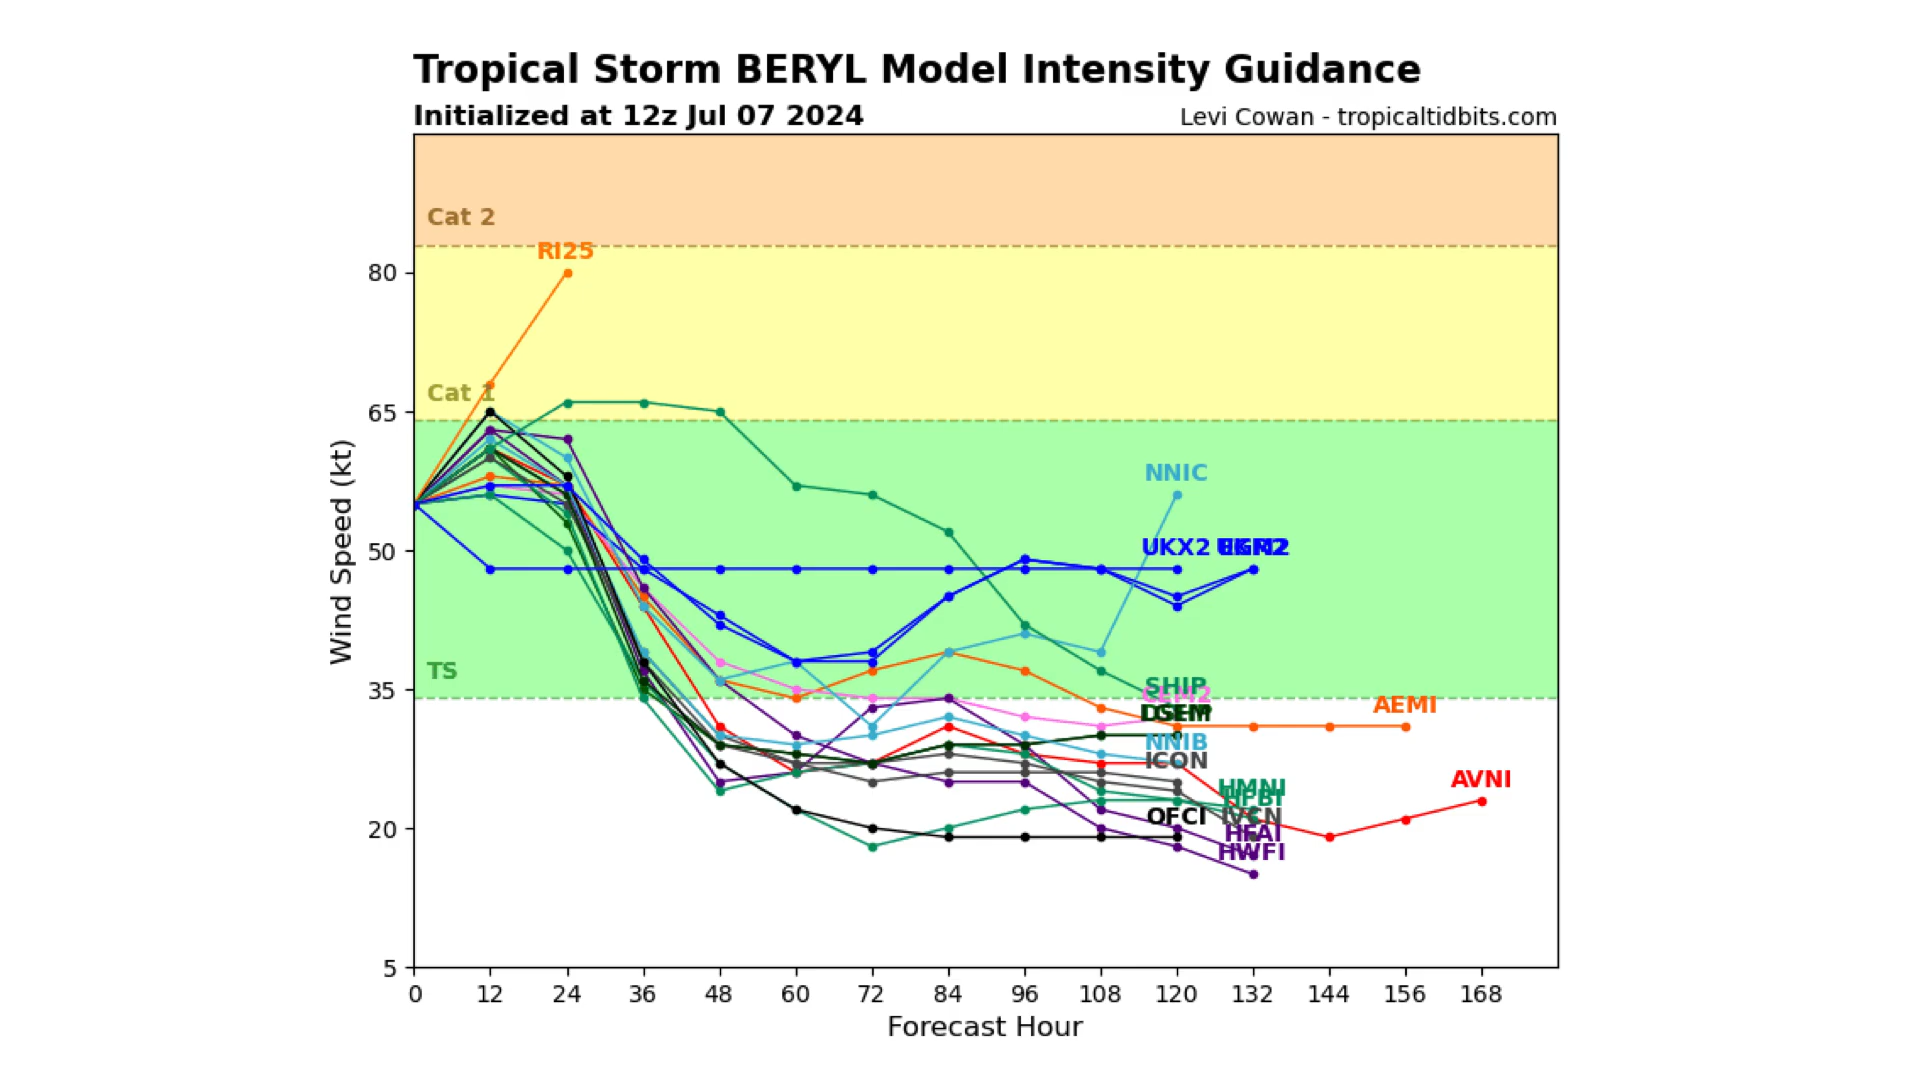 Tropical Storm BERYL Model Intensity Guidance
Initialized at 12z Jul 07 2024
Levi Cowan - tropicaltidbits.com
Cat 2
RI25
80
Cat 1
65
NNIC
50
UKX2
Wind Speed (kt)
TS
35
SHIP
AEMI
NNIB
ICON
HMNI
AVNI
20
OFCI
IVCN
HFAI
HWFI
5
0 12 24 36 48 60 72 84 96 108 120 132 144 156 168
Forecast Hour